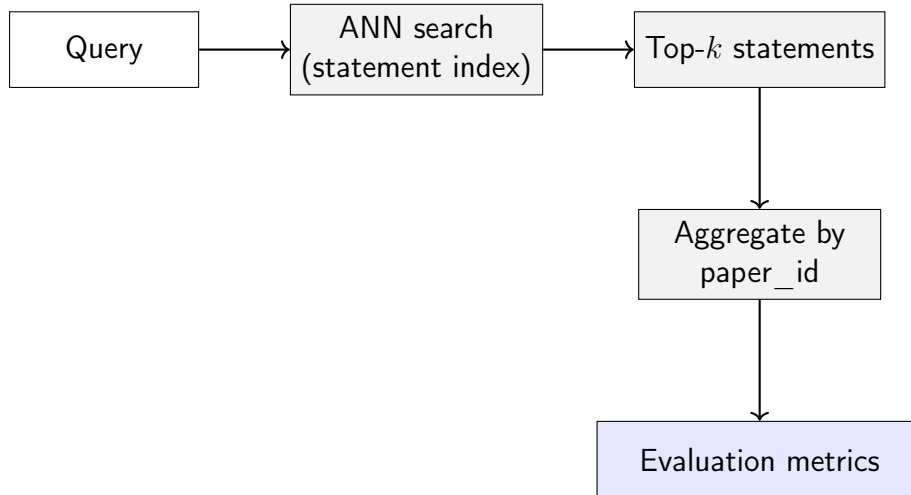 Query
ANN search
(statement index)
Top-k statements
Aggregate by
paper_id
Evaluation metrics